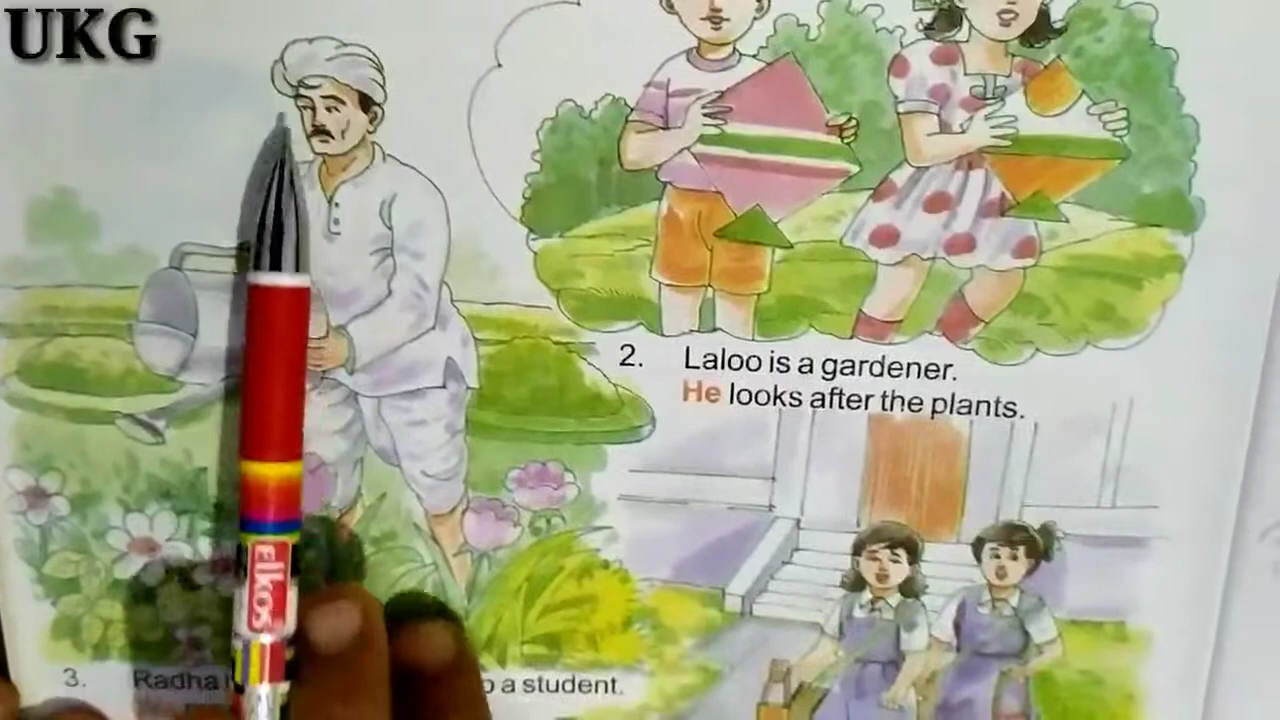 UKG
2. Laloo is a gardener.
He looks after the plants.
elkos
3. Radha
a student.